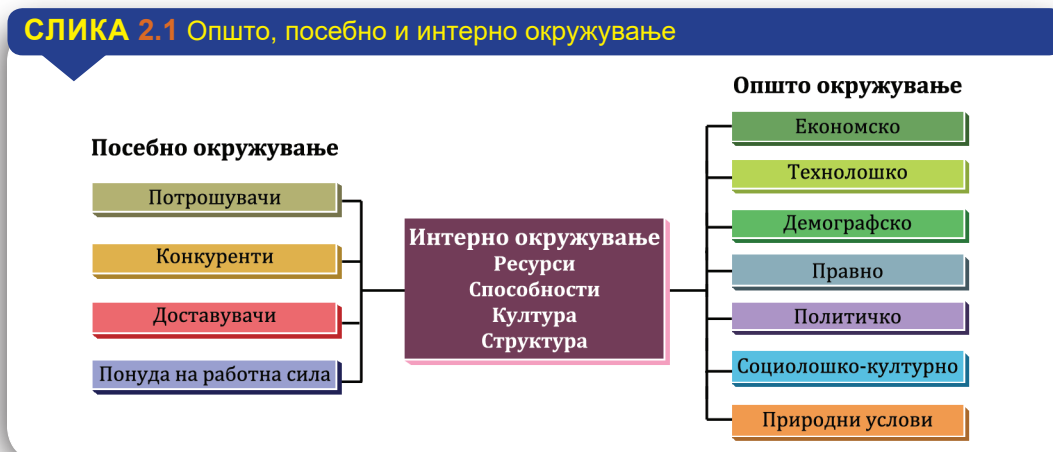 СЛИКА 2.1 Општо, посебно и интерно окружување
Посебно окружување
Потрошувачи
Конкуренти
Доставувачи
Понуда на работна сила
Интерно окружување
Ресурси
Способности
Култура
Структура
Општо окружување
Економско
Технолошко
Демографско
Правно
Политичко
Социолошко-културно
Природни услови